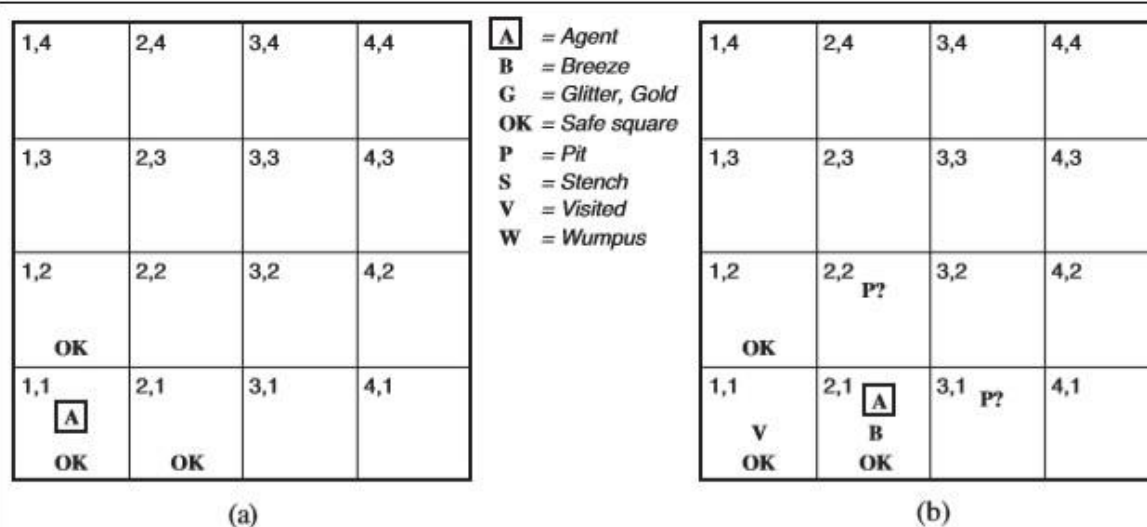 1,4 2,4 3,4 4,4
1,3 2,3 3,3 4,3
1,2 2,2 3,2 4,2
OK
1,1 2,1 3,1 4,1
A
OK OK
(a)
A = Agent
B = Breeze
G = Glitter, Gold
OK = Safe square
P = Pit
S = Stench
V = Visited
W = Wumpus
1,4 2,4 3,4 4,4
1,3 2,3 3,3 4,3
1,2 2,2 3,2 4,2
P?
OK
1,1 2,1 A 3,1 P? 4,1
V B
OK OK
(b)